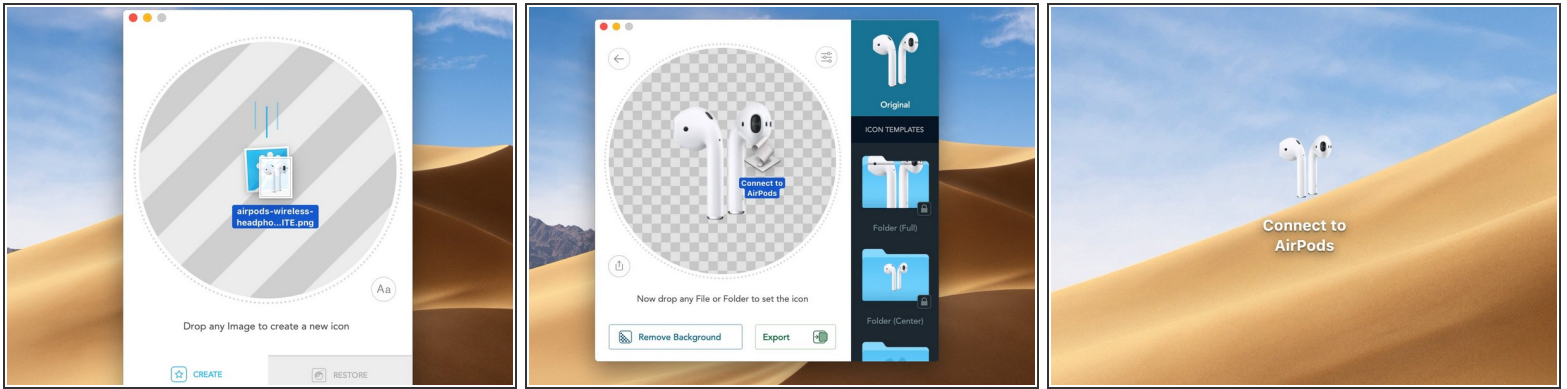 airpods-wireless-
headpho...ITE.png
Aa
Drop any Image to create a new icon
CREATE
RESTORE
Original
ICON TEMPLATES
Connect to
AirPods
Folder (Full)
Now drop any File or Folder to set the icon
Folder (Center)
Remove Background
Export
Connect to
AirPods